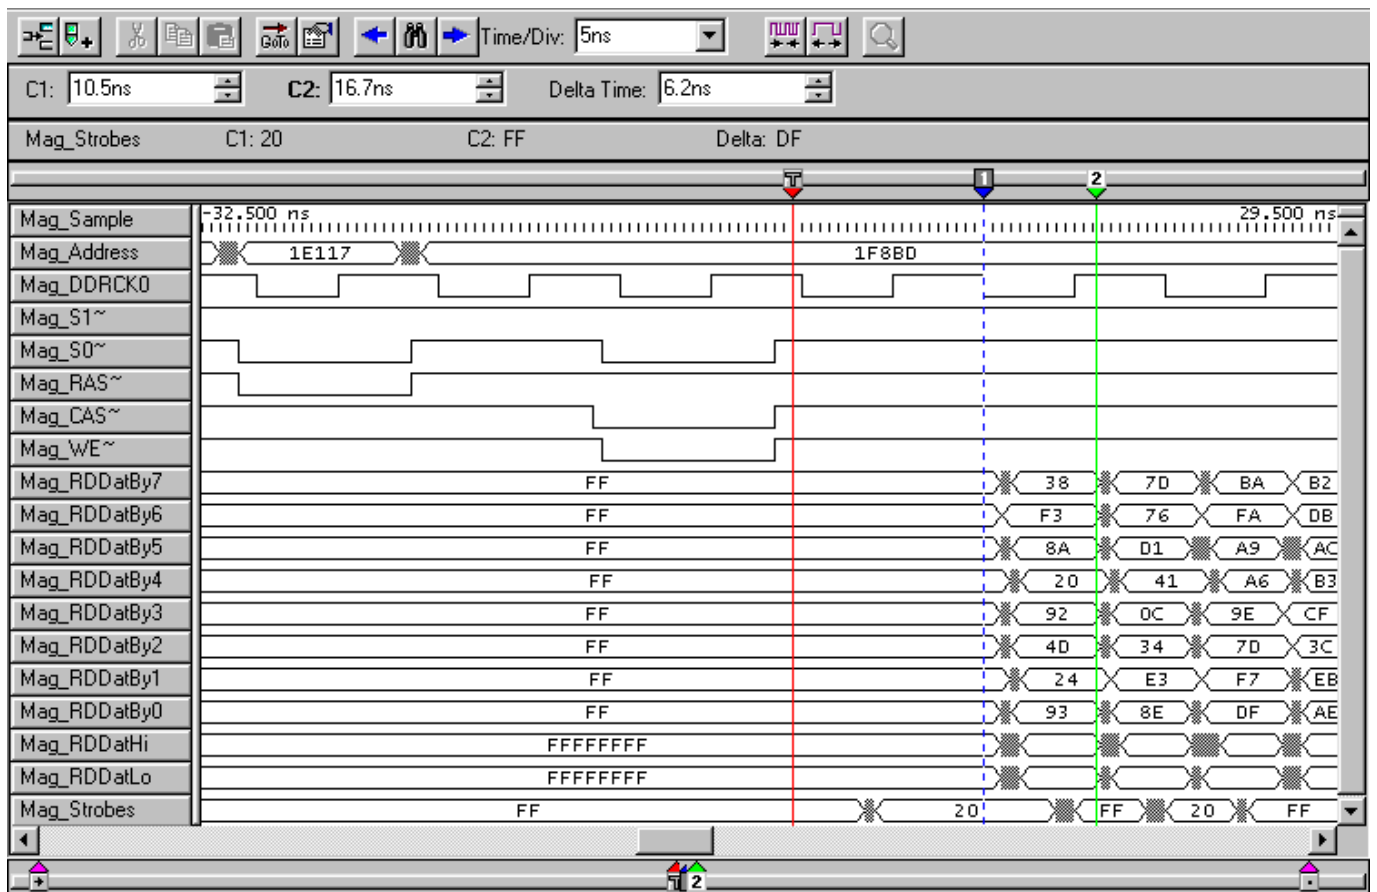 GoTo Time/Div: 5ns
C1: 10.5ns C2: 16.7ns Delta Time: 6.2ns
Mag_Strobes C1: 20 C2: FF Delta: DF
T 1 2
Mag_Sample -32.500 ns 29.500 ns
Mag_Address 1E117 1F8BD
Mag_DDRCK0
Mag_S1~
Mag_S0~
Mag_RAS~
Mag_CAS~
Mag_WE~
Mag_RDDatBy7 FF 38 7D BA B2
Mag_RDDatBy6 FF F3 76 FA DB
Mag_RDDatBy5 FF 8A D1 A9 AC
Mag_RDDatBy4 FF 20 41 A6 B3
Mag_RDDatBy3 FF 92 0C 9E CF
Mag_RDDatBy2 FF 4D 34 7D 3C
Mag_RDDatBy1 FF 24 E3 F7 EB
Mag_RDDatBy0 FF 93 8E DF AE
Mag_RDDatHi FFFFFFFF
Mag_RDDatLo FFFFFFFF
Mag_Strobes FF 20 FF 20 FF
T 2